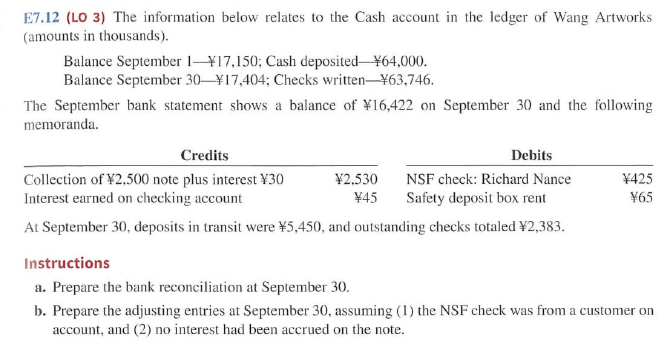 E7.12 (LO 3) The information below relates to the Cash account in the ledger of Wang Artworks
(amounts in thousands).
Balance September 1—¥17,150; Cash deposited—¥64,000.
Balance September 30—¥17,404; Checks written—¥63,746.
The September bank statement shows a balance of ¥16,422 on September 30 and the following
memoranda.
Credits Debits
Collection of ¥2,500 note plus interest ¥30 ¥2,530 NSF check: Richard Nance ¥425
Interest earned on checking account ¥45 Safety deposit box rent ¥65
At September 30, deposits in transit were ¥5,450, and outstanding checks totaled ¥2,383.
Instructions
a. Prepare the bank reconciliation at September 30.
b. Prepare the adjusting entries at September 30, assuming (1) the NSF check was from a customer on
account, and (2) no interest had been accrued on the note.